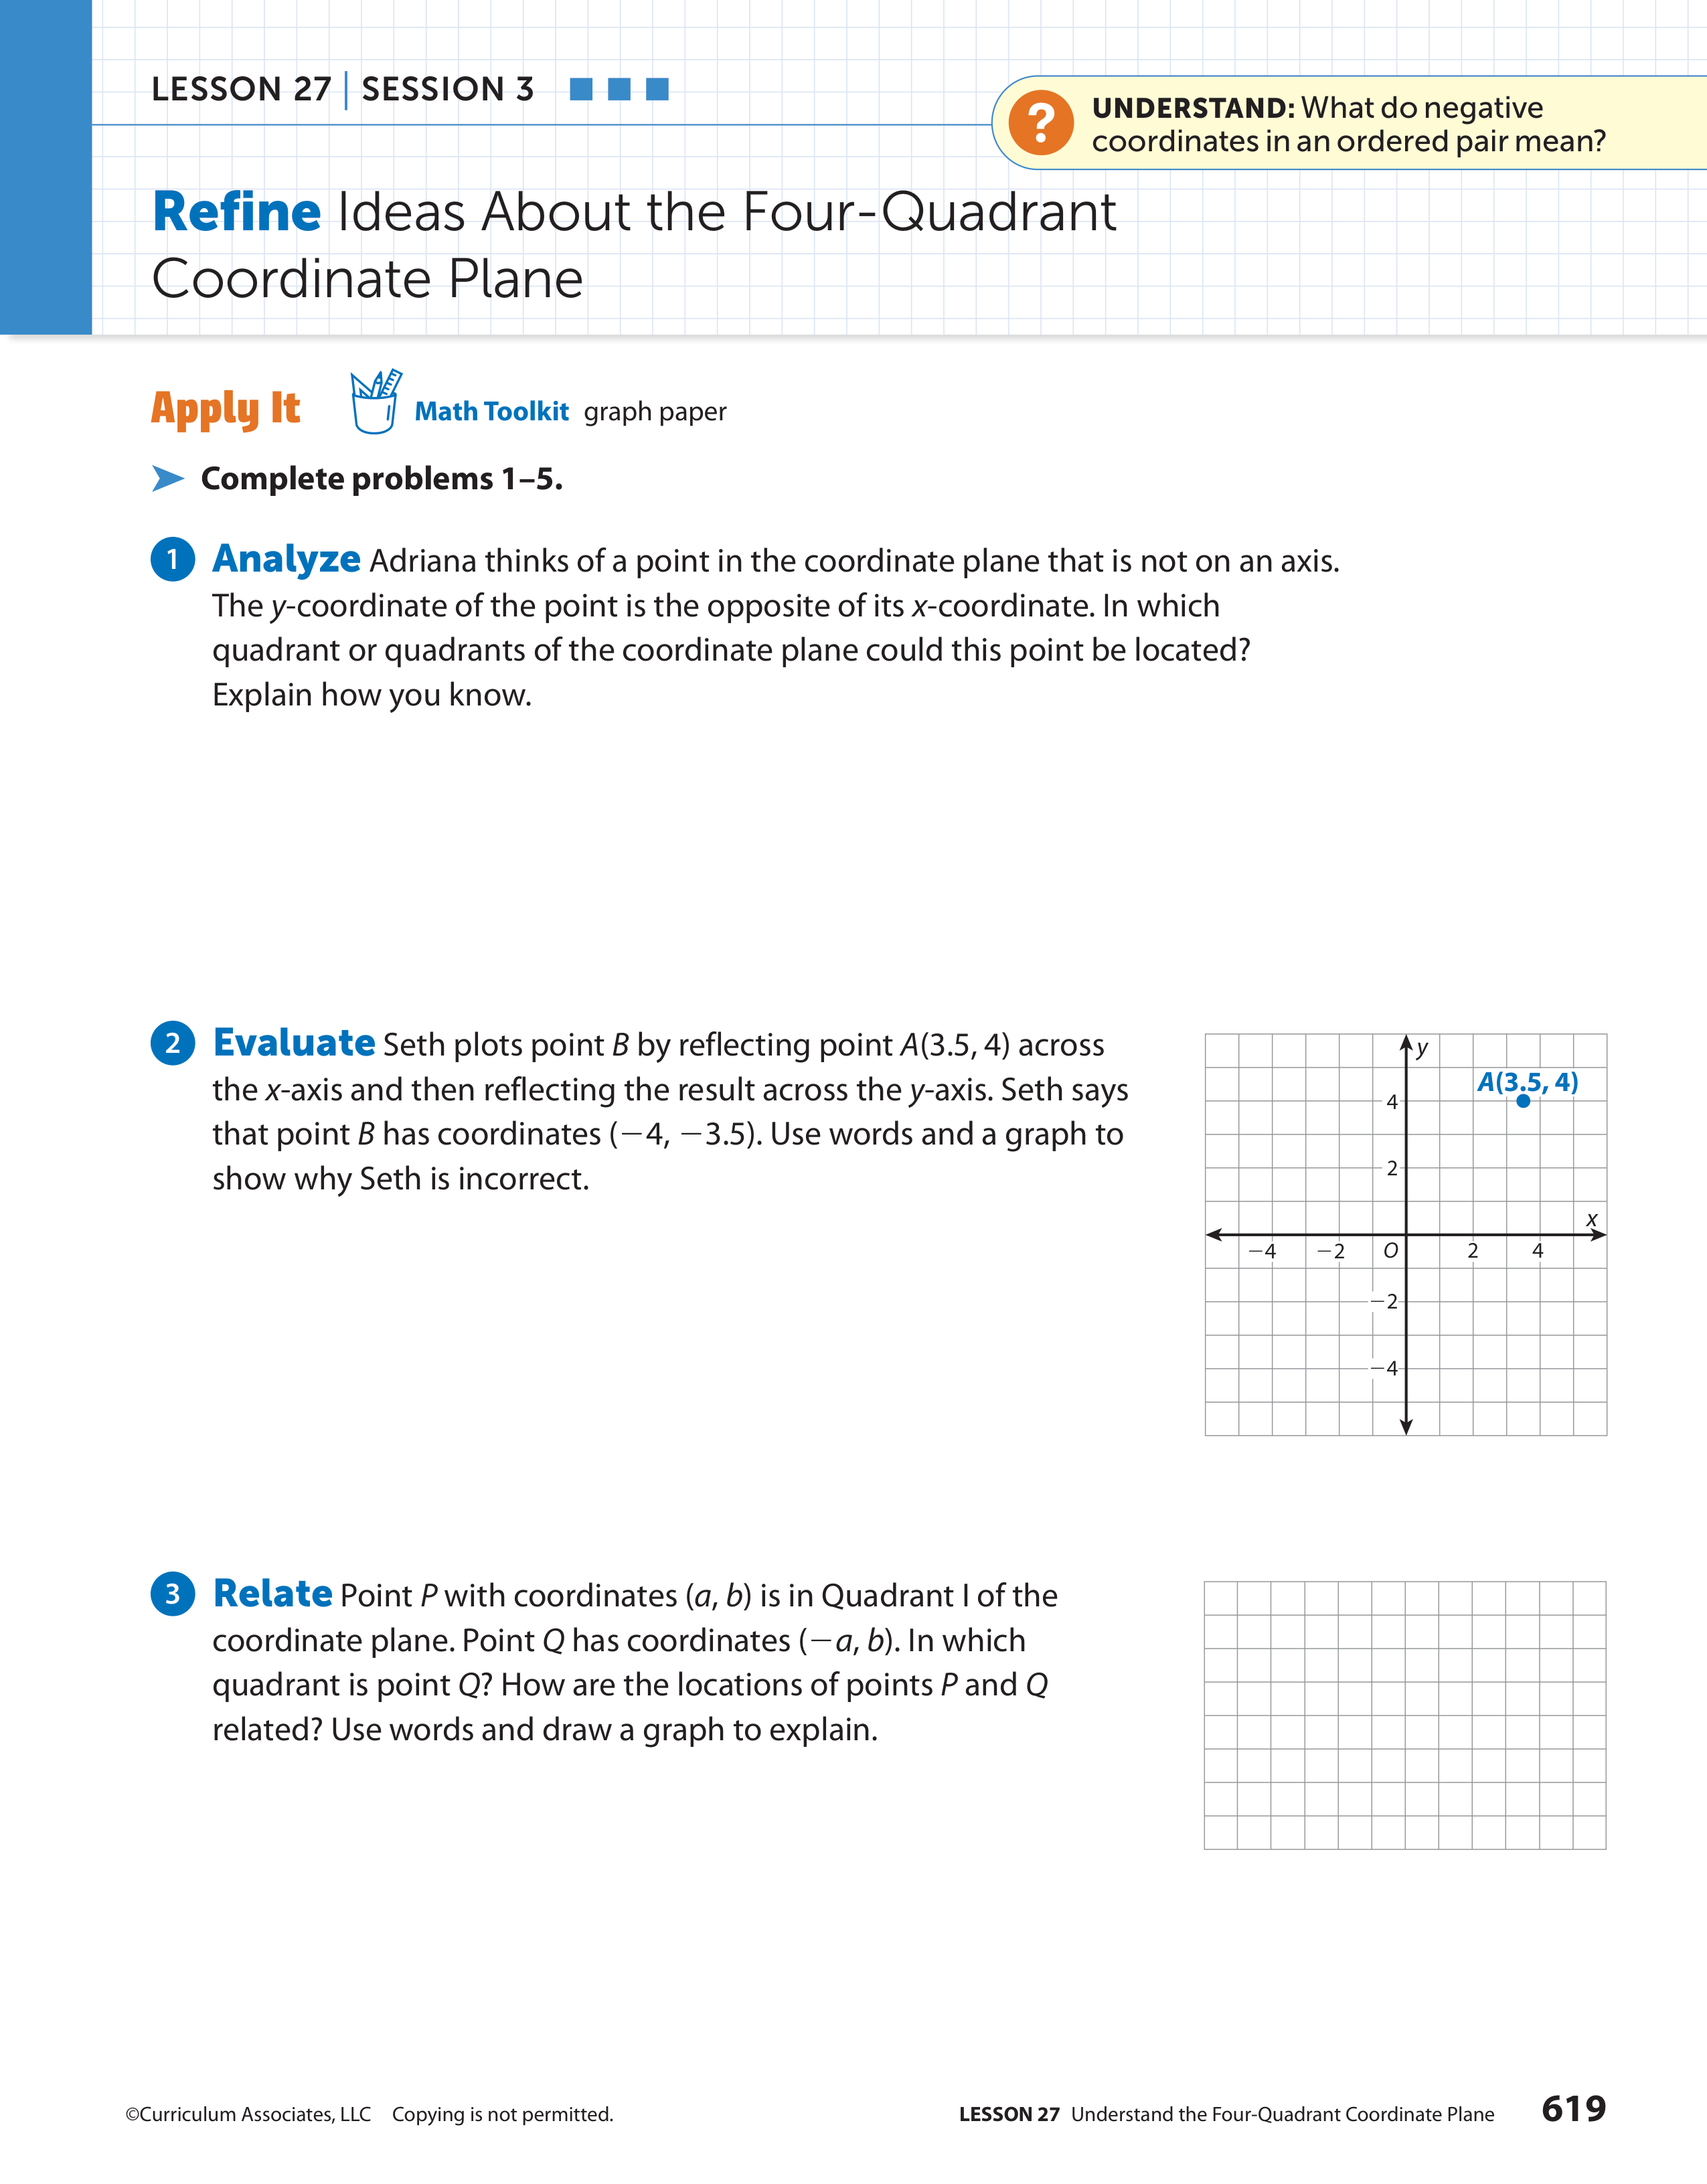 LESSON 27 | SESSION 3
? UNDERSTAND: What do negative
coordinates in an ordered pair mean?
Refine Ideas About the Four-Quadrant
Coordinate Plane
Apply It
Math Toolkit graph paper
Complete problems 1–5.
1 Analyze Adriana thinks of a point in the coordinate plane that is not on an axis.
The y-coordinate of the point is the opposite of its x-coordinate. In which
quadrant or quadrants of the coordinate plane could this point be located?
Explain how you know.
2 Evaluate Seth plots point B by reflecting point A(3.5, 4) across
the x-axis and then reflecting the result across the y-axis. Seth says
that point B has coordinates (−4, −3.5). Use words and a graph to
show why Seth is incorrect.
y
A(3.5, 4)
4
2
x
−4 −2 O 2 4
−2
−4
3 Relate Point P with coordinates (a, b) is in Quadrant I of the
coordinate plane. Point Q has coordinates (−a, b). In which
quadrant is point Q? How are the locations of points P and Q
related? Use words and draw a graph to explain.
©Curriculum Associates, LLC Copying is not permitted.
LESSON 27 Understand the Four-Quadrant Coordinate Plane 619